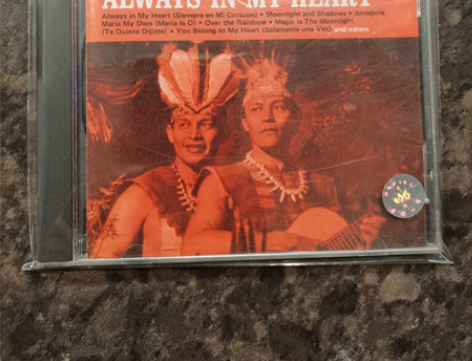 ALWAYS IN MY HEART
Always in My Heart (Siempre en Mi Corazon) • Moonlight and Shadows • Amapola
Maria My Own (Maria la O) • Over the Rainbow • Magic Is The Moonlight
(Te Quiero Dijiste) • You Belong to My Heart (Solamente una Vez) and others